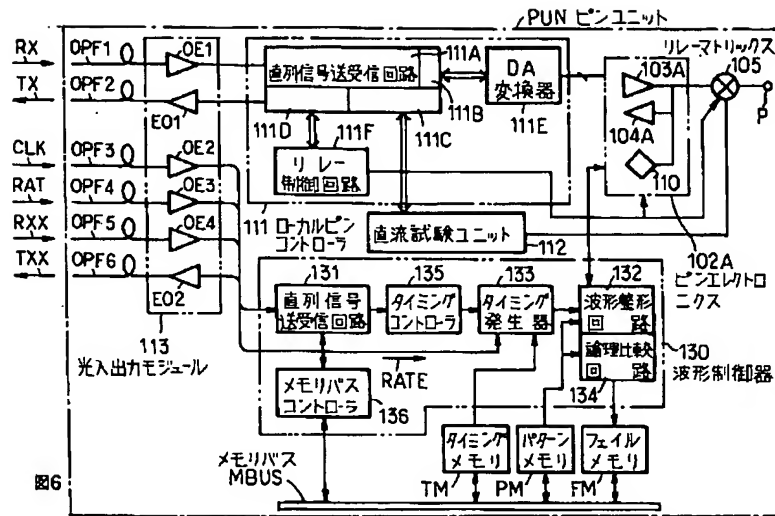 PUN ピンユニット
リレーマトリックス
RX
OPF1
OE1
TX
OPF2
EO1
CLK
OPF3
OE2
RAT
OPF4
OE3
RXX
OPF5
OE4
TXX
OPF6
EO2
113
光入出力モジュール
111A
直列信号送受信回路
111B
111D
111C
111F
リレー
制御回路
DA
変換器
111E
103A
104A
110
105
P
111
ローカルピン
コントローラ
直流試験ユニット
112
102A
ピンエレクトロ
ニクス
131
直列信号
送受信回路
135
タイミング
コントローラ
133
タイミング
発生器
132
波形整形
回路
論理比較
回路
134
130
波形制御器
RATE
メモリバス
コントローラ
136
タイミング
メモリ
パターン
メモリ
フェイル
メモリ
TM
PM
FM
メモリバス
MBUS
図6